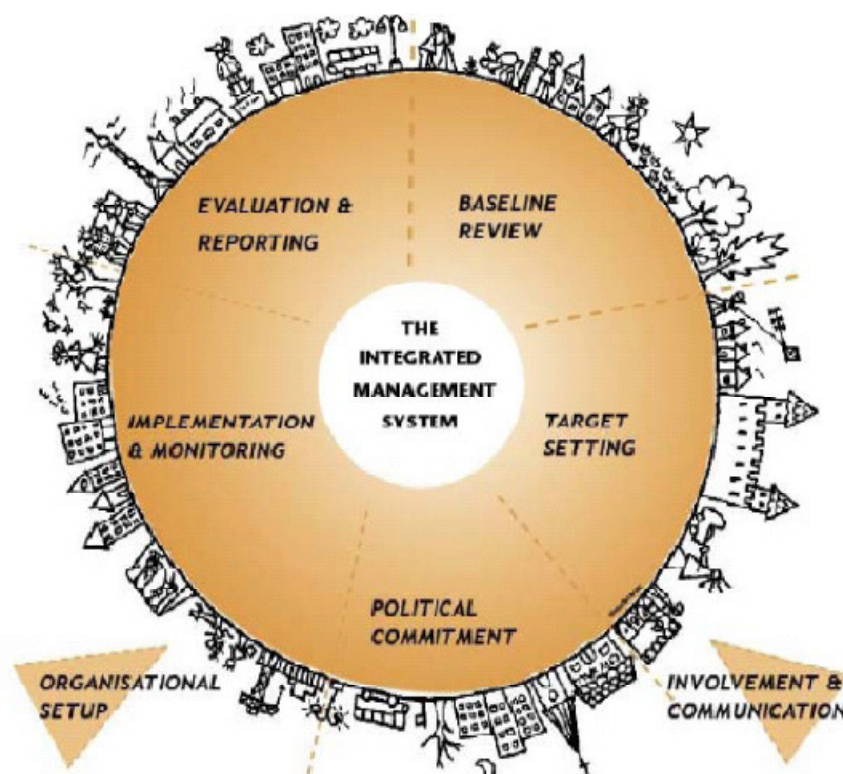 EVALUATION &
REPORTING
BASELINE
REVIEW
THE
INTEGRATED
MANAGEMENT
SYSTEM
IMPLEMENTATION
& MONITORING
TARGET
SETTING
POLITICAL
COMMITMENT
ORGANISATIONAL
SETUP
INVOLVEMENT &
COMMUNICATION